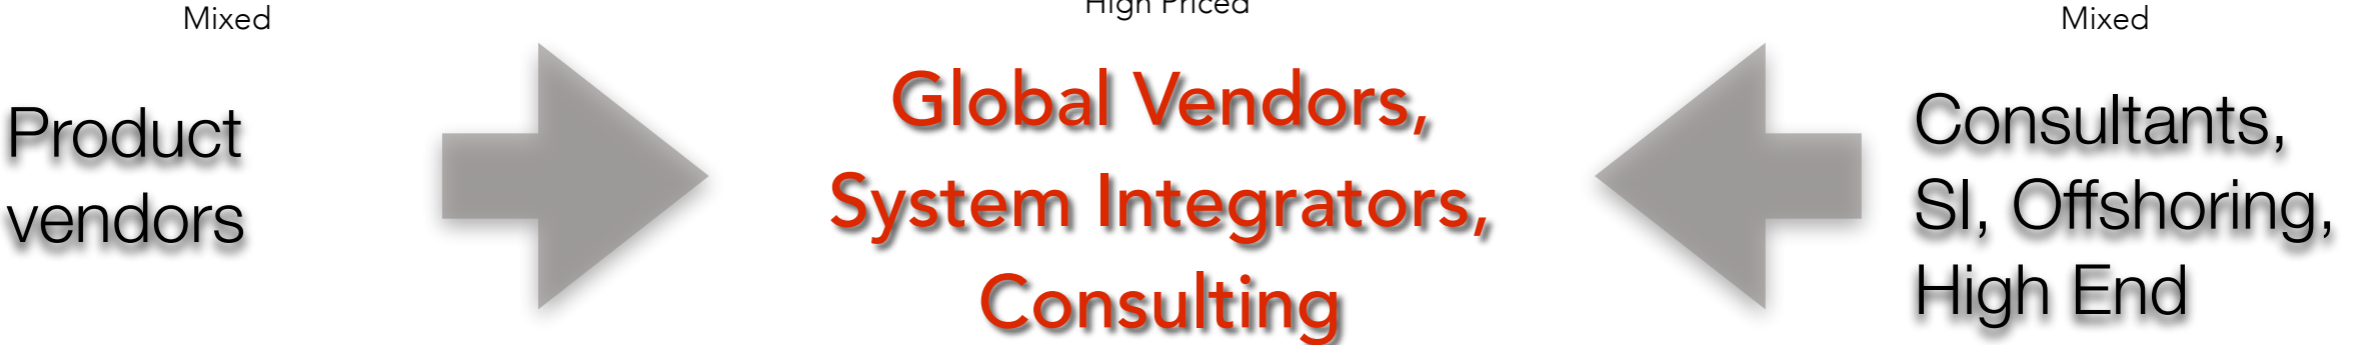 Mixed
High Priced
Mixed
Product
vendors
Global Vendors,
System Integrators,
Consulting
Consultants,
SI, Offshoring,
High End